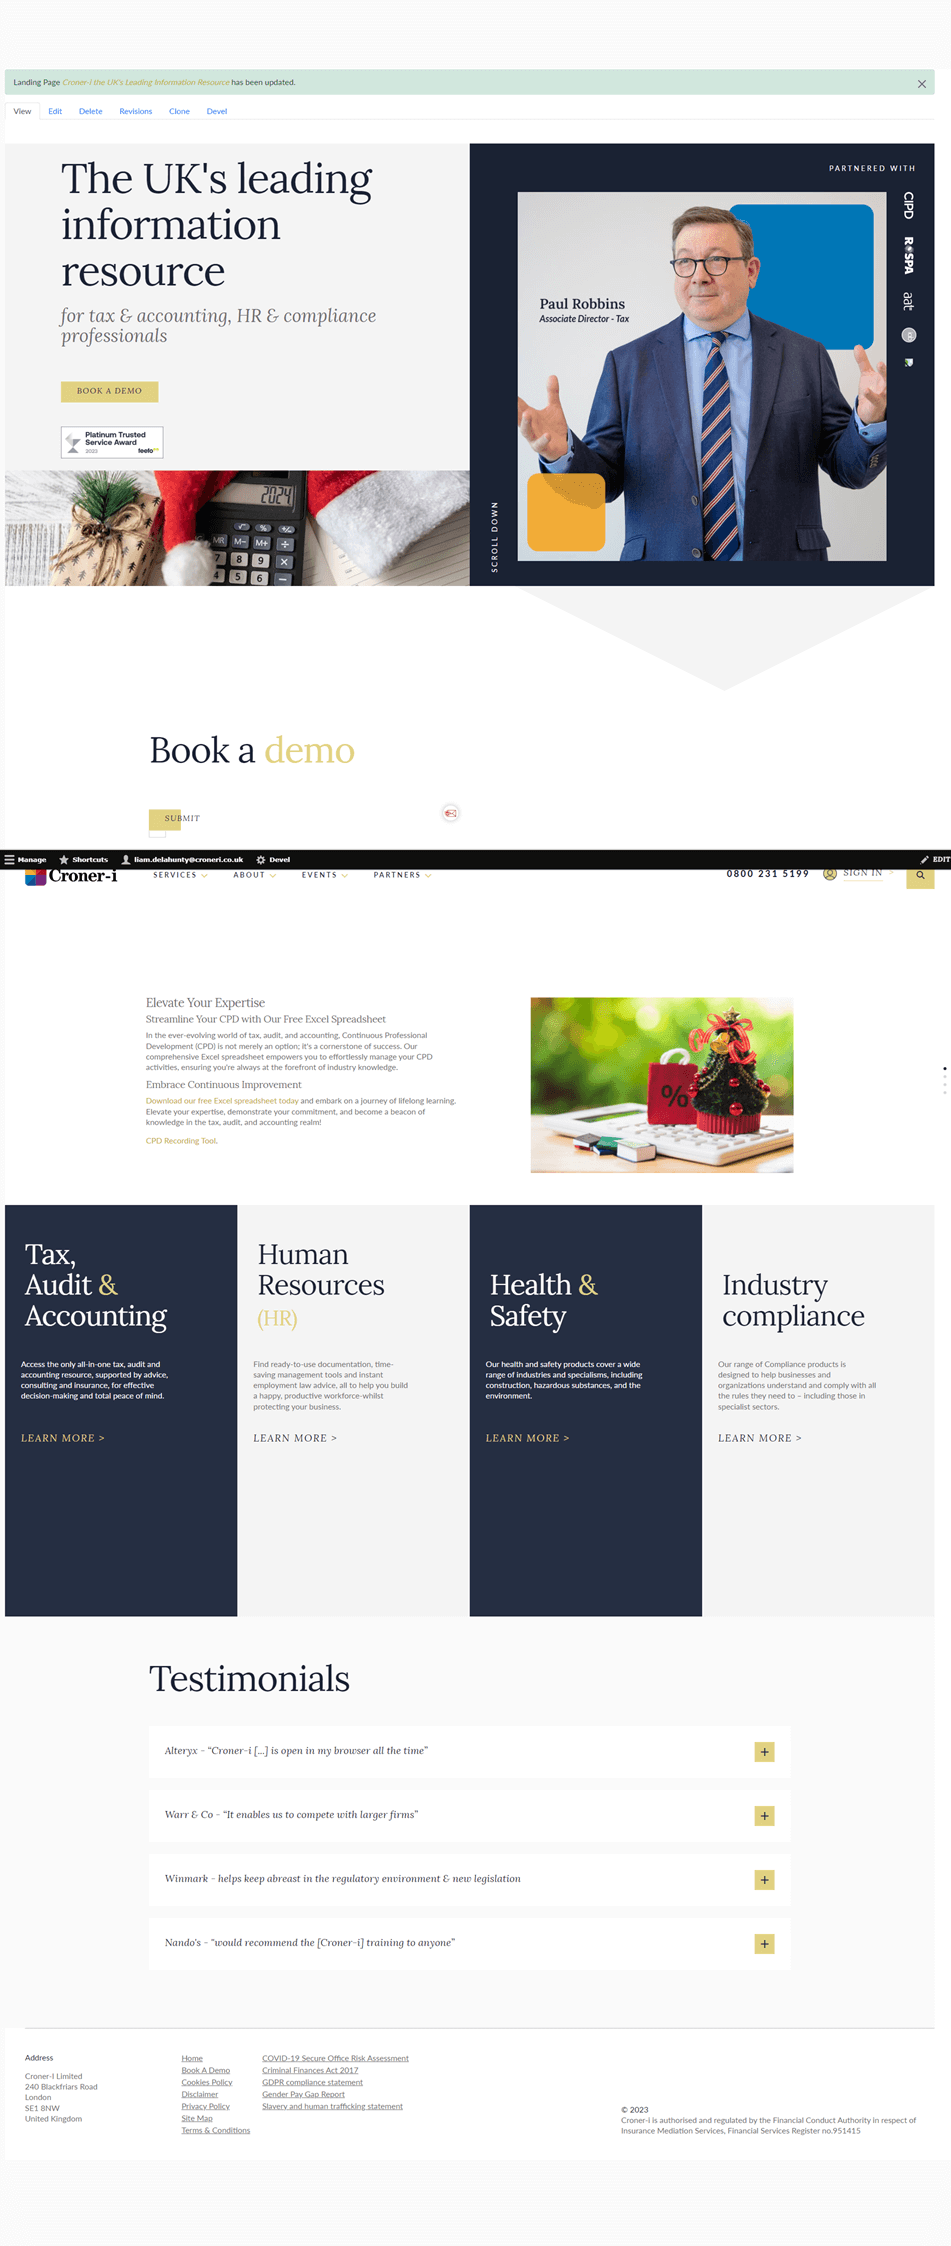 Landing Page Croner-i the UK's Leading Information Resource has been updated.
View Edit Delete Revisions Clone Devel
The UK's leading
information
resource
for tax & accounting, HR & compliance
professionals
BOOK A DEMO
Platinum Trusted
Service Award
2023 feefo
2024
√ % +/-
MR M- M+ ÷
8 9 ×
4 5 6 −
PARTNERED WITH
CIPD
RoSPA
aat
Paul Robbins
Associate Director - Tax
SCROLL DOWN
Book a demo
SUBMIT
Manage Shortcuts liam.delahunty@croneri.co.uk Devel EDIT
Croner-i SERVICES ABOUT EVENTS PARTNERS 0800 231 5199 SIGN IN >
Elevate Your Expertise
Streamline Your CPD with Our Free Excel Spreadsheet
In the ever-evolving world of tax, audit, and accounting, Continuous Professional
Development (CPD) is not merely an option; it's a cornerstone of success. Our
comprehensive Excel spreadsheet empowers you to effortlessly manage your CPD
activities, ensuring you're always at the forefront of industry knowledge.
Embrace Continuous Improvement
Download our free Excel spreadsheet today and embark on a journey of lifelong learning.
Elevate your expertise, demonstrate your commitment, and become a beacon of
knowledge in the tax, audit, and accounting realm!
CPD Recording Tool.
%
Tax,
Audit &
Accounting
Access the only all-in-one tax, audit and
accounting resource, supported by advice,
consulting and insurance, for effective
decision-making and total peace of mind.
LEARN MORE >
Human
Resources
(HR)
Find ready-to-use documentation, time-
saving management tools and instant
employment law advice, all to help you build
a happy, productive workforce-whilst
protecting your business.
LEARN MORE >
Health &
Safety
Our health and safety products cover a wide
range of industries and specialisms, including
construction, hazardous substances, and the
environment.
LEARN MORE >
Industry
compliance
Our range of Compliance products is
designed to help businesses and
organizations understand and comply with all
the rules they need to – including those in
specialist sectors.
LEARN MORE >
Testimonials
Alteryx - “Croner-i [...] is open in my browser all the time”
Warr & Co - “It enables us to compete with larger firms”
Winmark - helps keep abreast in the regulatory environment & new legislation
Nando's - “would recommend the [Croner-i] training to anyone”
Address
Croner-I Limited
240 Blackfriars Road
London
SE1 8NW
United Kingdom
Home
Book A Demo
Cookies Policy
Disclaimer
Privacy Policy
Site Map
Terms & Conditions
COVID-19 Secure Office Risk Assessment
Criminal Finances Act 2017
GDPR compliance statement
Gender Pay Gap Report
Slavery and human trafficking statement
© 2023
Croner-i is authorised and regulated by the Financial Conduct Authority in respect of
Insurance Mediation Services, Financial Services Register no.951415